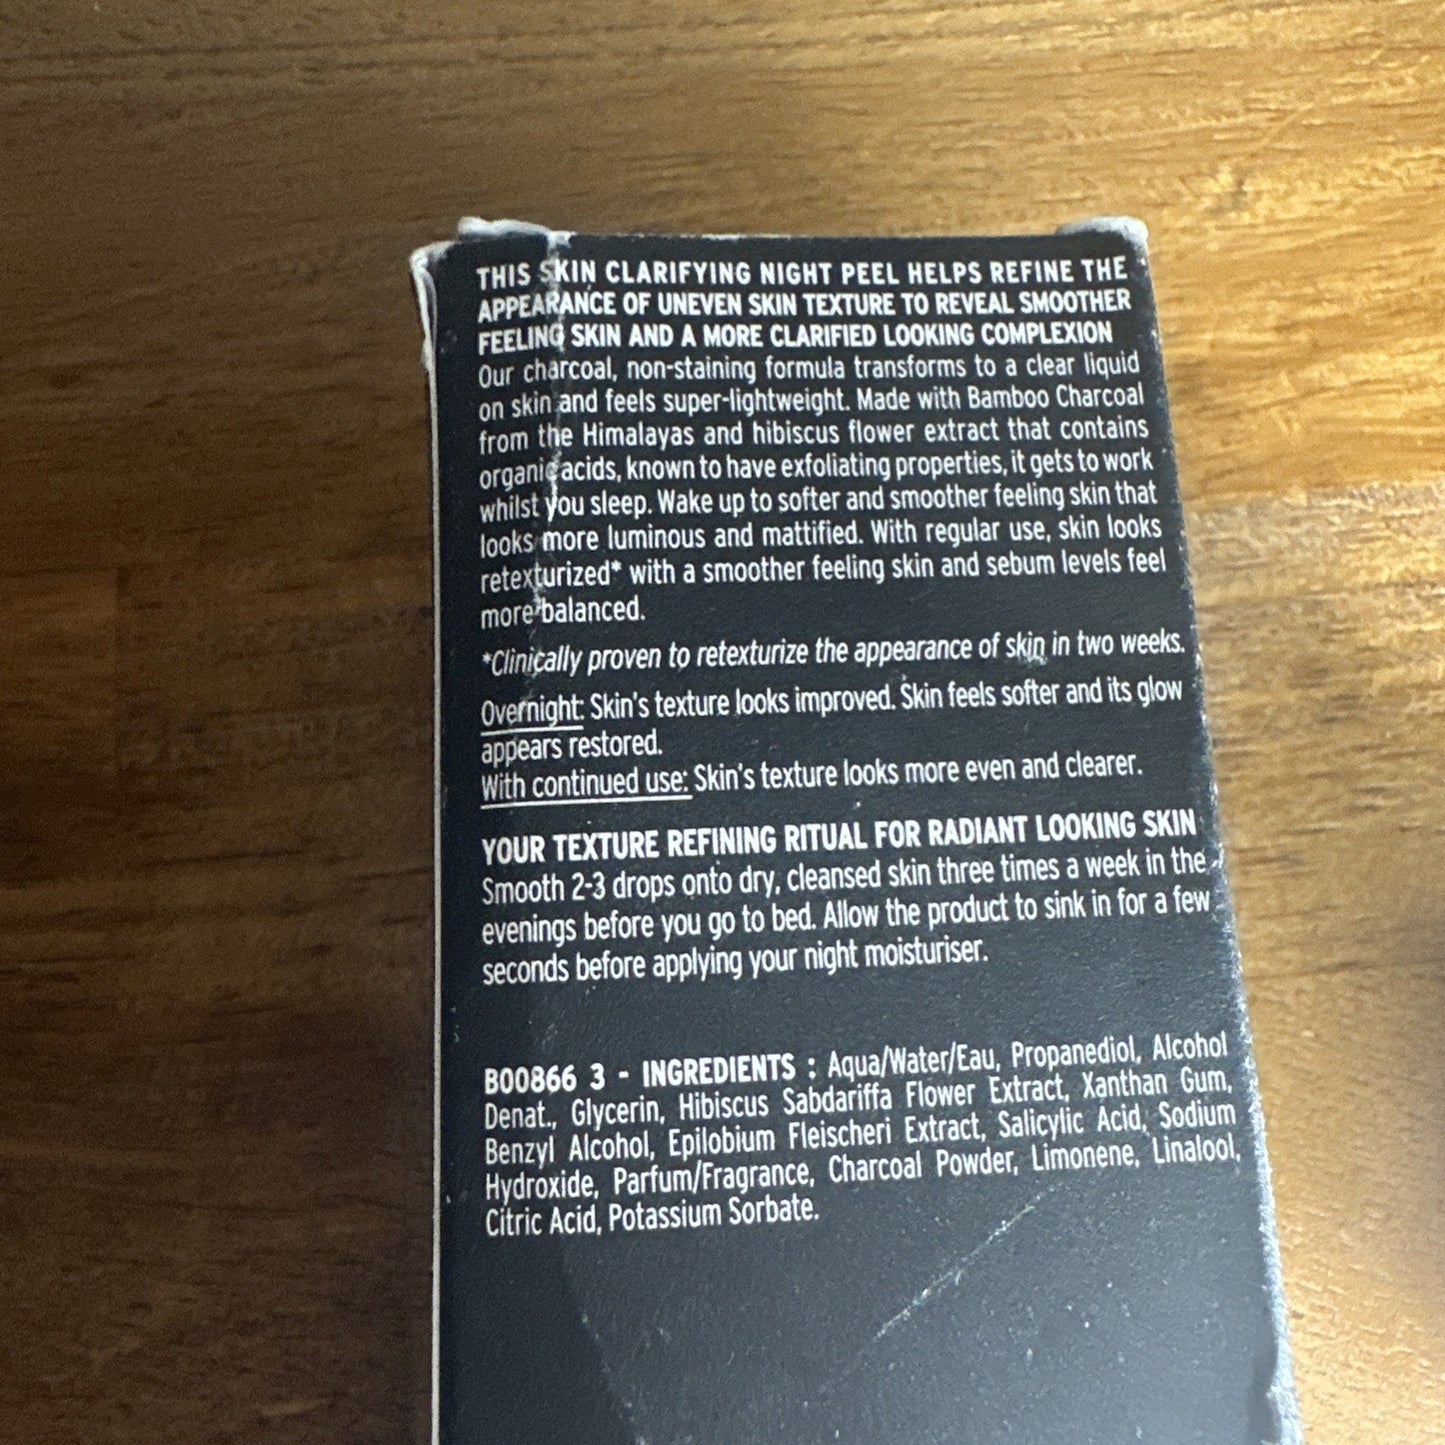 THIS SKIN CLARIFYING NIGHT PEEL HELPS REFINE THE
APPEARANCE OF UNEVEN SKIN TEXTURE TO REVEAL SMOOTHER
FEELING SKIN AND A MORE CLARIFIED LOOKING COMPLEXION
Our charcoal, non-staining formula transforms to a clear liquid
on skin and feels super-lightweight. Made with Bamboo Charcoal
from the Himalayas and hibiscus flower extract that contains
organic acids, known to have exfoliating properties, it gets to work
whilst you sleep. Wake up to softer and smoother feeling skin that
looks more luminous and mattified. With regular use, skin looks
retexturized* with a smoother feeling skin and sebum levels feel
more balanced.
*Clinically proven to retexturize the appearance of skin in two weeks.
Overnight: Skin's texture looks improved. Skin feels softer and its glow
appears restored.
With continued use: Skin's texture looks more even and clearer.
YOUR TEXTURE REFINING RITUAL FOR RADIANT LOOKING SKIN
Smooth 2-3 drops onto dry, cleansed skin three times a week in the
evenings before you go to bed. Allow the product to sink in for a few
seconds before applying your night moisturiser.
B00866 3 - INGREDIENTS : Aqua/Water/Eau, Propanediol, Alcohol
Denat., Glycerin, Hibiscus Sabdariffa Flower Extract, Xanthan Gum,
Benzyl Alcohol, Epilobium Fleischeri Extract, Salicylic Acid, Sodium
Hydroxide, Parfum/Fragrance, Charcoal Powder, Limonene, Linalool,
Citric Acid, Potassium Sorbate.